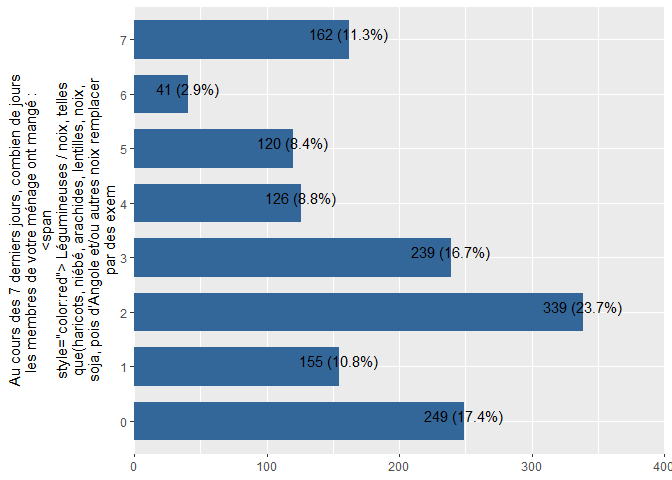 Au cours des 7 derniers jours, combien de jours
les membres de votre ménage ont mangé :
<span
style="color:red"> Légumineuses / noix, telles
que(haricots, niébé, arachides, lentilles, noix,
soja, pois d'Angole et/ou autres noix remplacer
par des exem
7
162 (11.3%)
6
41 (2.9%)
5
120 (8.4%)
4
126 (8.8%)
3
239 (16.7%)
2
339 (23.7%)
1
155 (10.8%)
0
249 (17.4%)
0 100 200 300 400